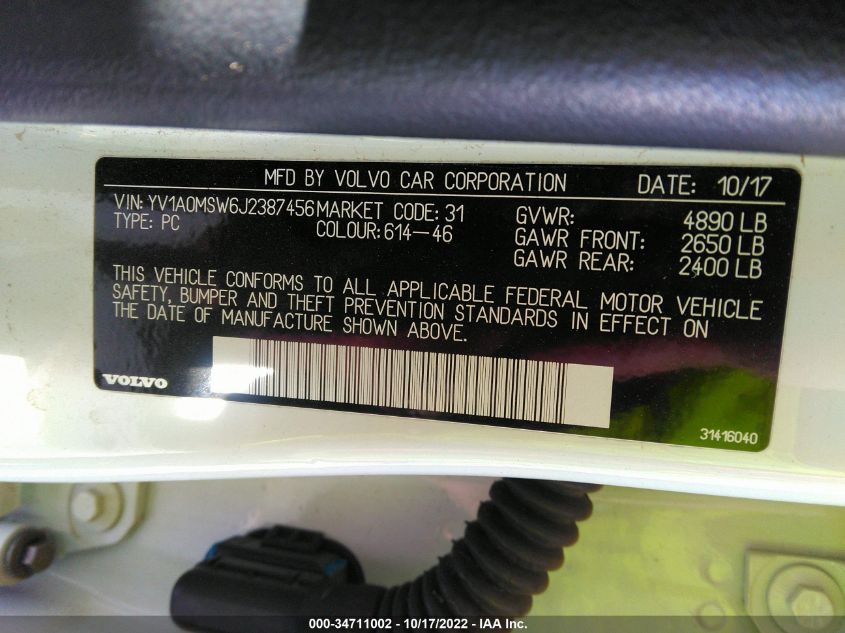 MFD BY VOLVO CAR CORPORATION DATE: 10/17
VIN: YV1A0MSW6J2387456 MARKET CODE: 31 GVWR: 4890 LB
TYPE: PC COLOUR: 614-46 GAWR FRONT: 2650 LB
GAWR REAR: 2400 LB
THIS VEHICLE CONFORMS TO ALL APPLICABLE FEDERAL MOTOR VEHICLE
SAFETY, BUMPER AND THEFT PREVENTION STANDARDS IN EFFECT ON
THE DATE OF MANUFACTURE SHOWN ABOVE.
VOLVO
31416040
000-34711002 - 10/17/2022 - IAA Inc.